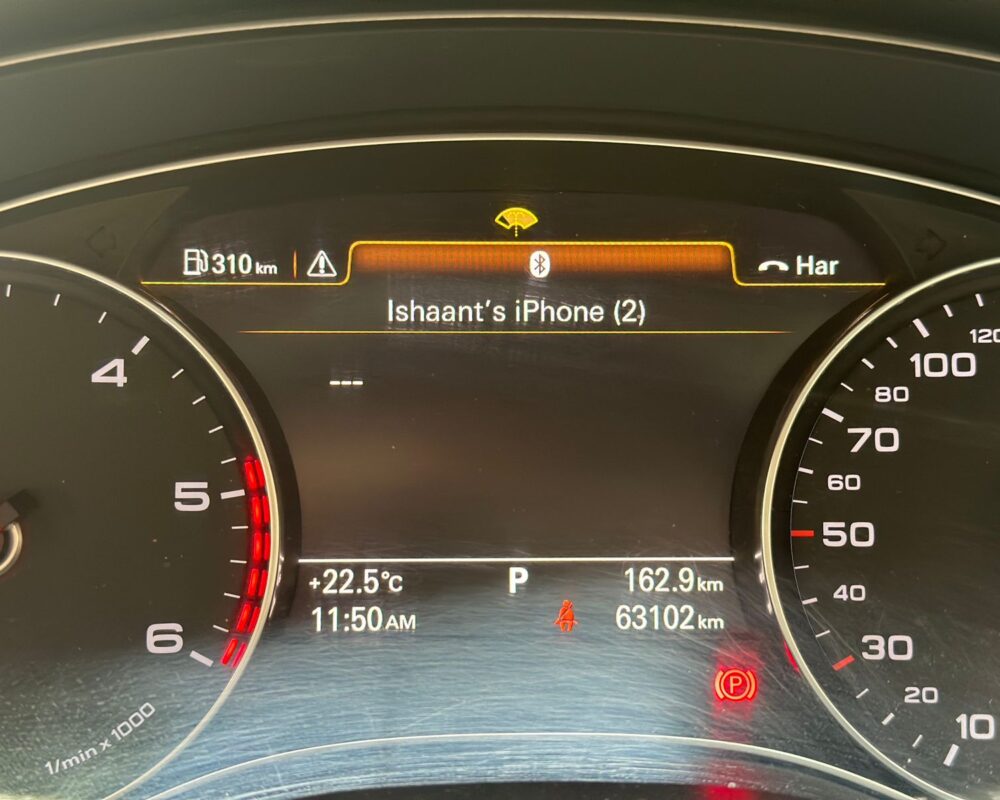 310 km
Har
Ishaant's iPhone (2)
---
+22.5°C
P
162.9 km
11:50 AM
63102 km
P
4
5
6
1/min x 1000
120
100
80
70
60
50
40
30
20
10